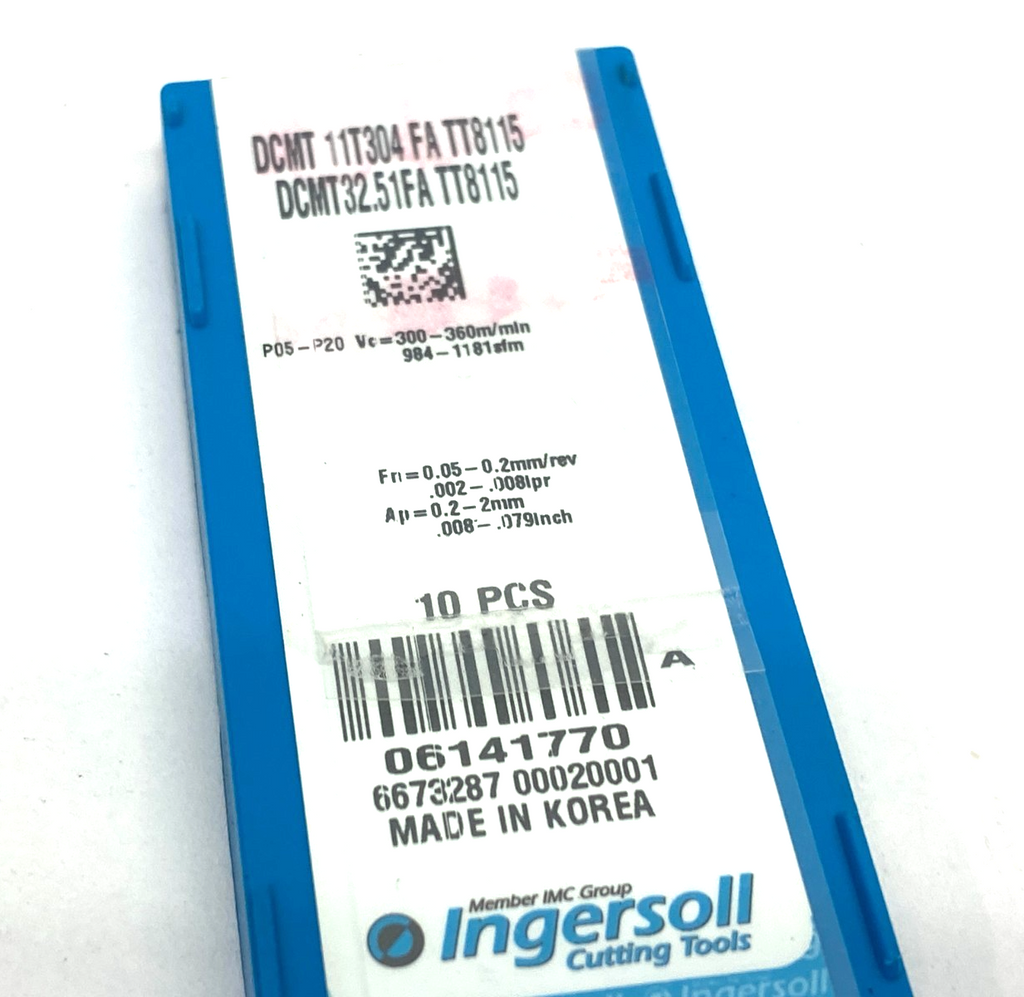 DCMT 11T304 FA TT8115
DCMT32.51FA TT8115
P05-P20 Vc=300-360m/min
984-1181sfm
Fn=0.05-0.2mm/rev
.002-.008ipr
Ap=0.2-2mm
.008-.079inch
10 PCS
A
06141770
6673287 00020001
MADE IN KOREA
Member IMC Group
Ingersoll
Cutting Tools
Ingersoll